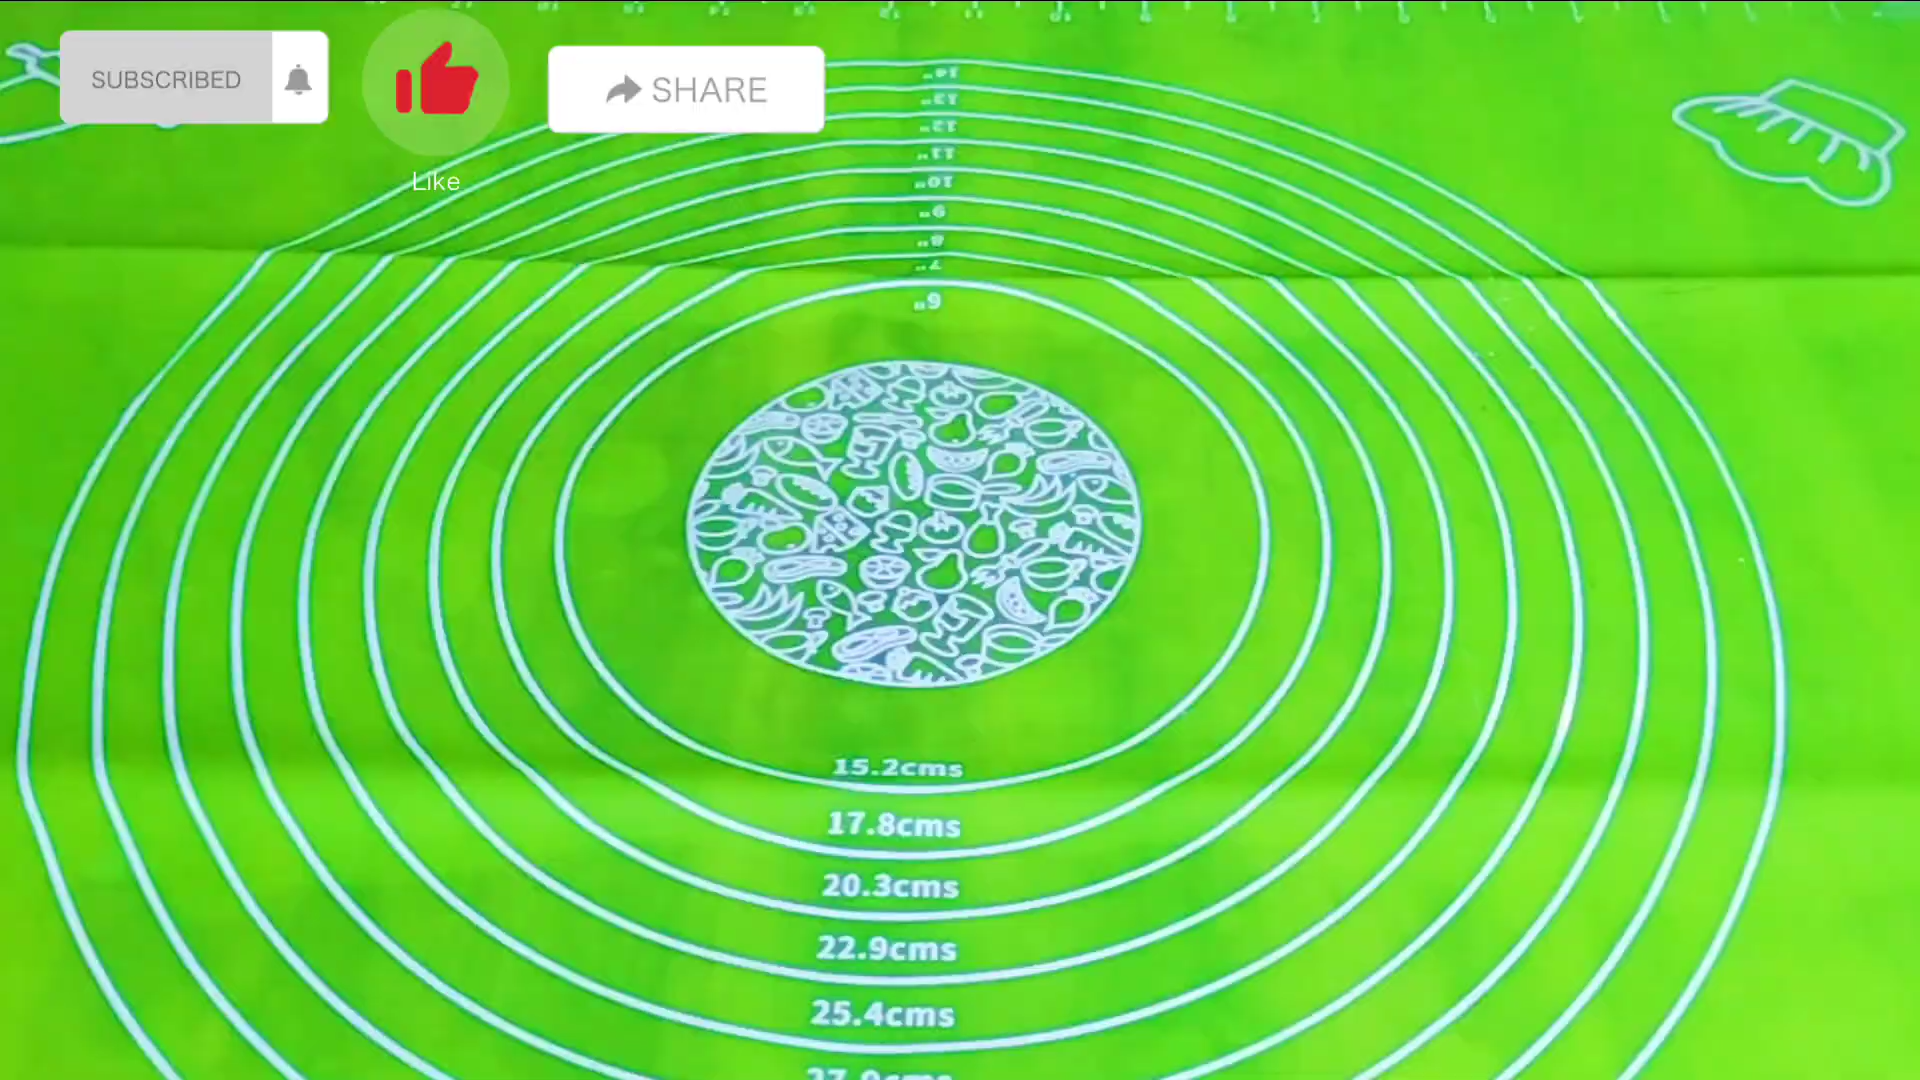 SUBSCRIBED
SHARE
Like
14"
13"
12"
11"
10"
9"
8"
7"
6"
15.2cms
17.8cms
20.3cms
22.9cms
25.4cms